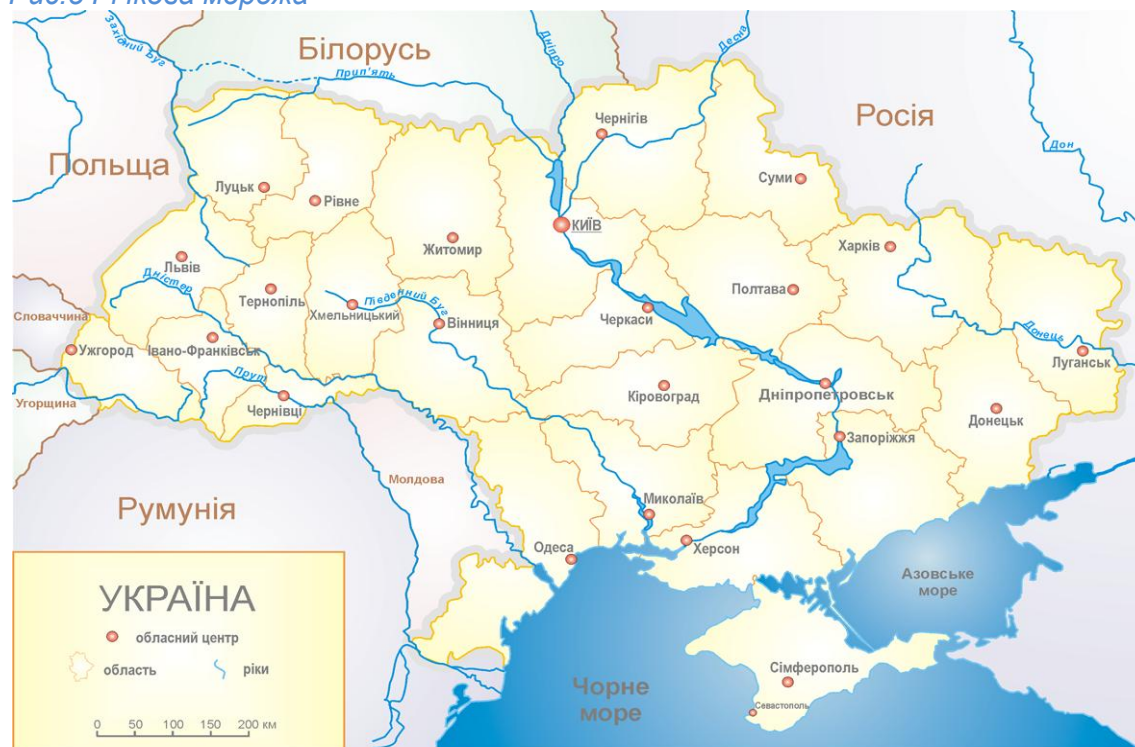 Рис.
мережа
Західний Буг
Білорусь
Дніпро
Десна
Прип'ять
Росія
Чернігів
Дон
Польща
Луцьк
Рівне
Суми
КИЇВ
Житомир
Харків
Львів
Дністер
Тернопіль
Південний Буг
Полтава
Хмельницький
Вінниця
Черкаси
Словаччина
Донець
Ужгород
Івано-Франківськ
Луганськ
Прут
Чернівці
Кіровоград
Дніпропетровськ
Угорщина
Донецьк
Запоріжжя
Молдова
Румунія
Миколаїв
Херсон
Одеса
Азовське
море
УКРАЇНА
обласний центр
область
ріки
0 50 100 150 200 км
Сімферополь
Севастополь
Чорне
море